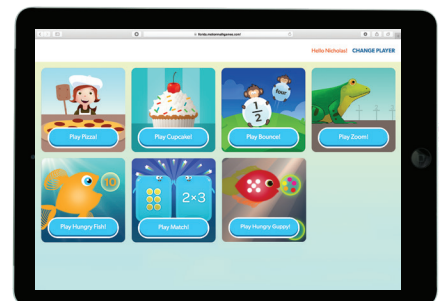 Hello Nicholas! CHANGE PLAYER
four
1
2
Play Pizza!
Play Cupcake!
Play Bounce!
Play Zoom!
10
2×3
Play Hungry Fish!
Play Match!
Play Hungry Guppy!